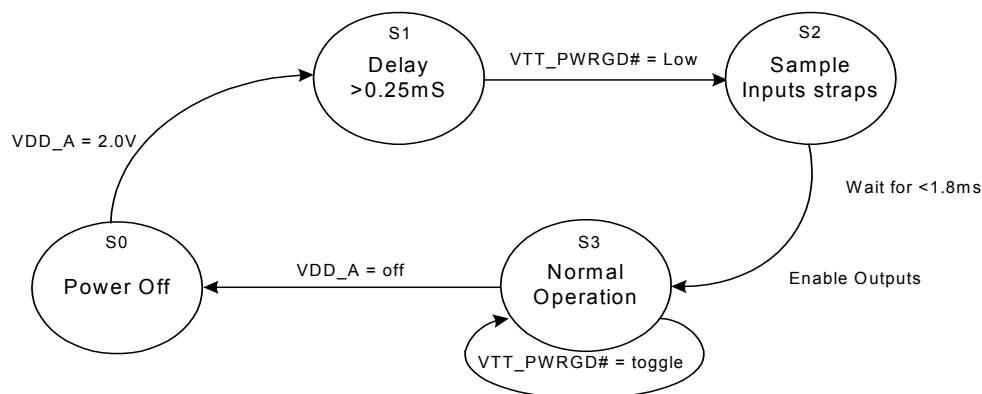 S1
Delay
>0.25mS
VTT_PWRGD# = Low
S2
Sample
Inputs straps
VDD_A = 2.0V
Wait for <1.8ms
S0
Power Off
VDD_A = off
S3
Normal
Operation
Enable Outputs
VTT_PWRGD# = toggle